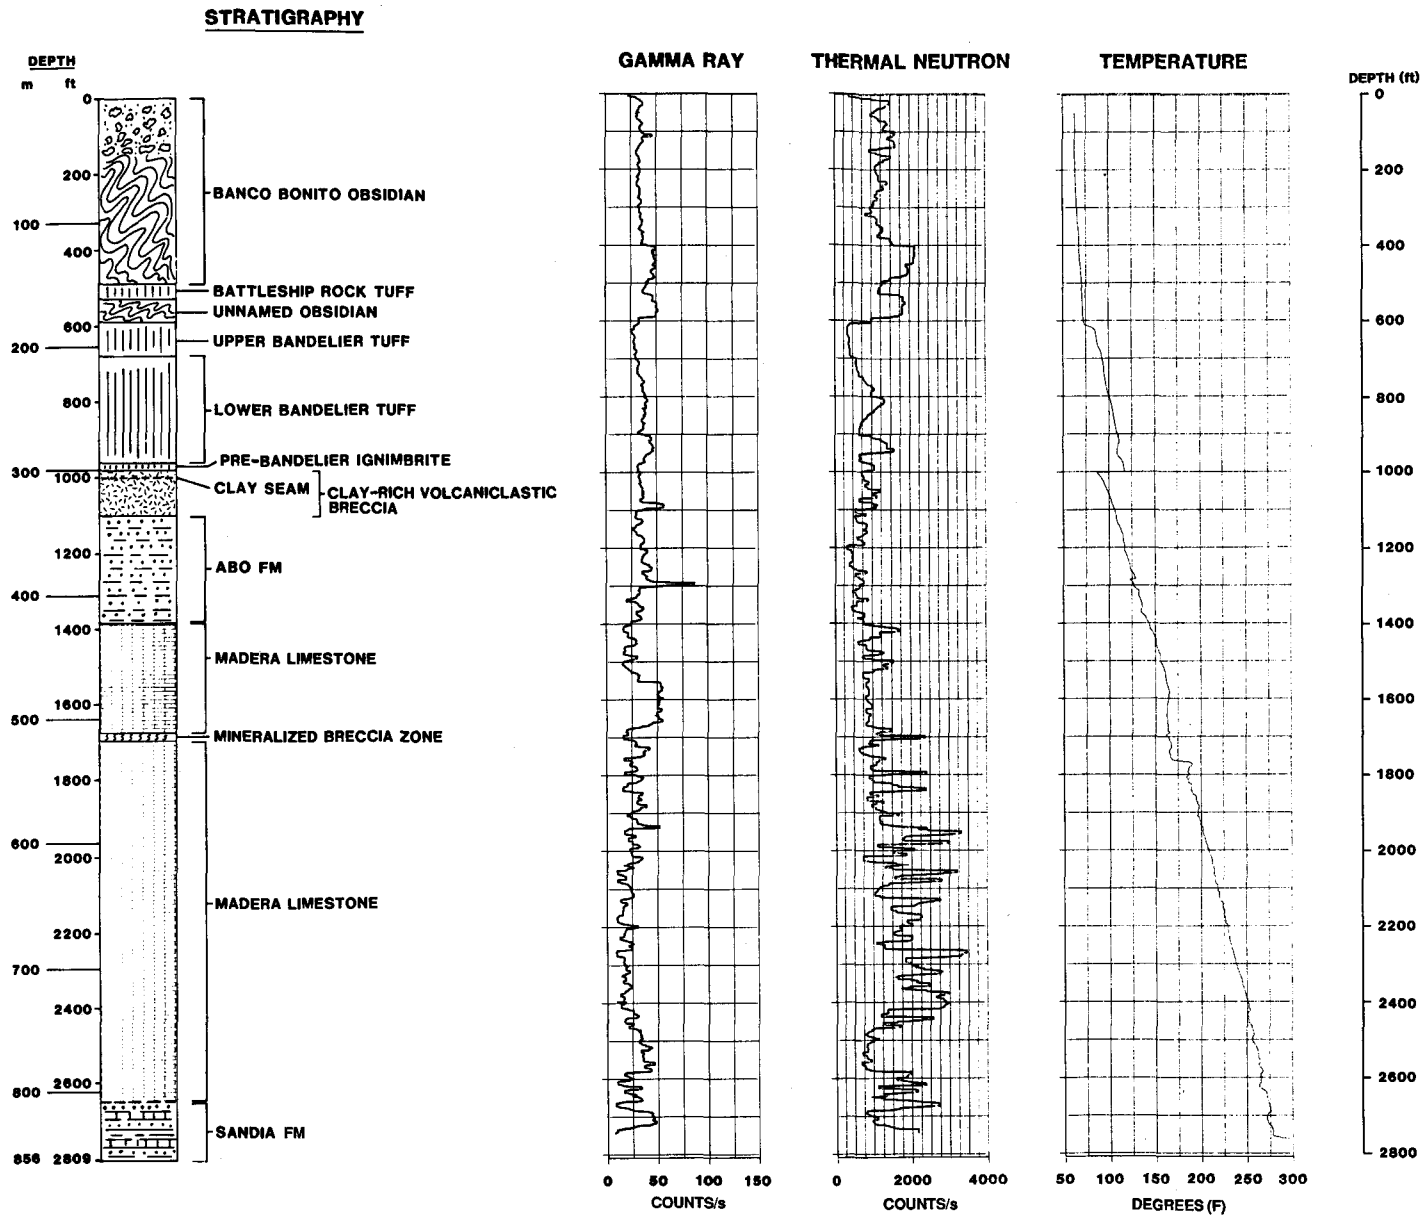 STRATIGRAPHY
DEPTH
m ft
GAMMA RAY
THERMAL NEUTRON
TEMPERATURE
DEPTH (ft)
0
0
BANCO BONITO OBSIDIAN
200
200
100
400
400
BATTLESHIP ROCK TUFF
UNNAMED OBSIDIAN
600
600
200
UPPER BANDELIER TUFF
800
800
LOWER BANDELIER TUFF
PRE-BANDELIER IGNIMBRITE
300
1000
1000
CLAY SEAM
CLAY-RICH VOLCANICLASTIC
BRECCIA
1200
1200
ABO FM
400
1400
1400
MADERA LIMESTONE
1600
1600
500
MINERALIZED BRECCIA ZONE
1800
1800
600
2000
2000
MADERA LIMESTONE
2200
2200
700
2400
2400
2600
2600
800
SANDIA FM
856 2809
2800
0 50 100 150
0 2000 4000
50 100 150 200 250 300
COUNTS/s
COUNTS/s
DEGREES (F)